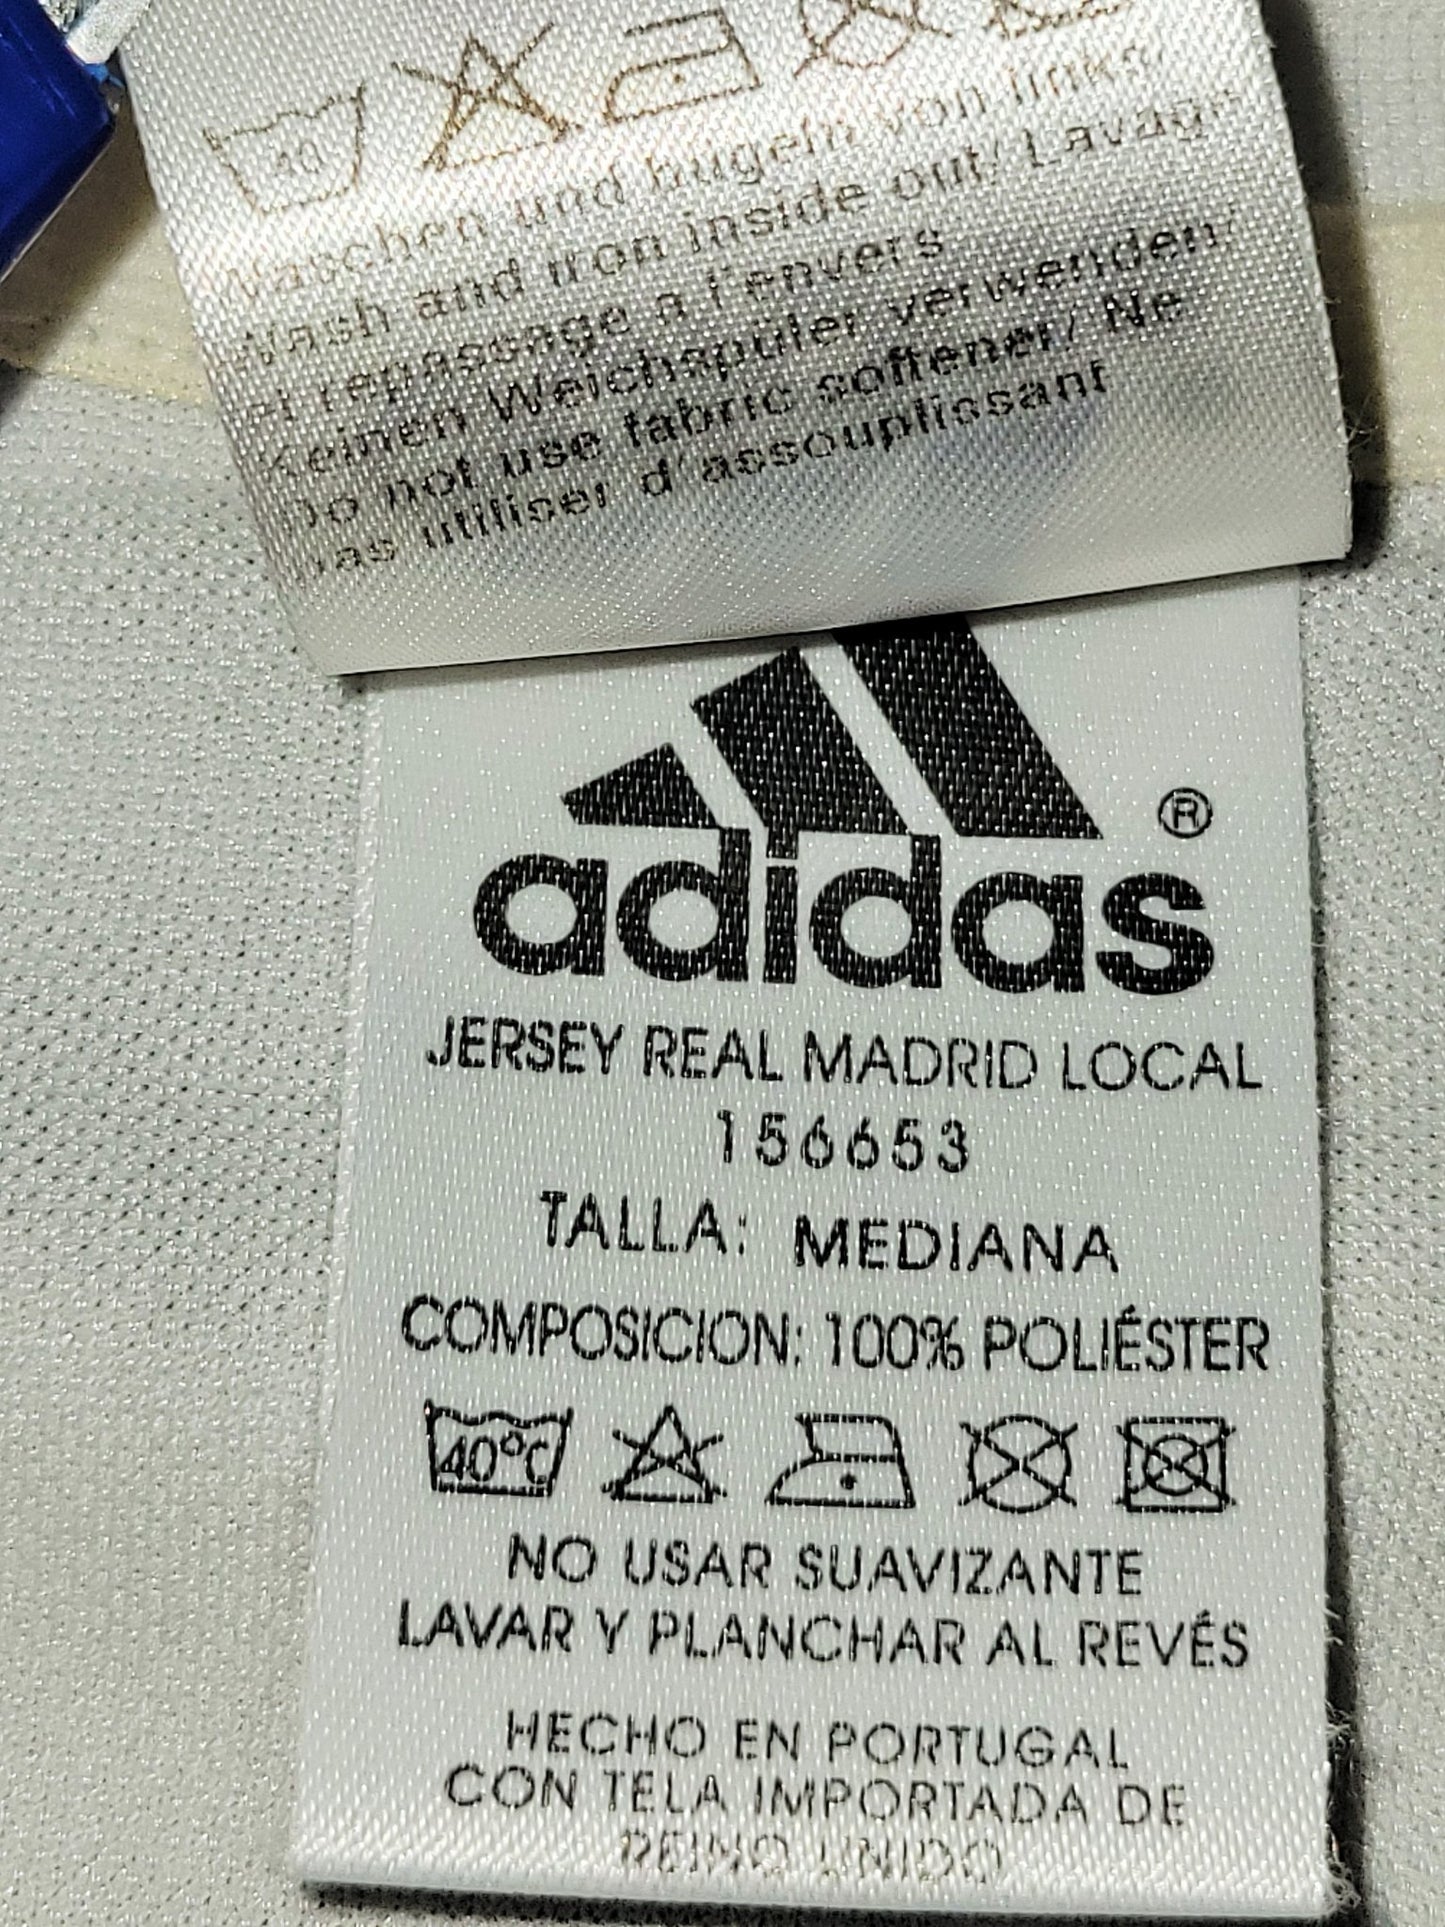 40
Waschen und bügeln von links/
Wash and iron inside out/ Lavage
et repassage a l'envers
Keinen Weichspüler verwenden/
Do not use fabric softener/ Ne
pas utiliser d'assouplissant
adidas ®
JERSEY REAL MADRID LOCAL
156653
TALLA: MEDIANA
COMPOSICION: 100% POLIÉSTER
40°C
NO USAR SUAVIZANTE
LAVAR Y PLANCHAR AL REVÉS
HECHO EN PORTUGAL
CON TELA IMPORTADA DE
REINO UNIDO